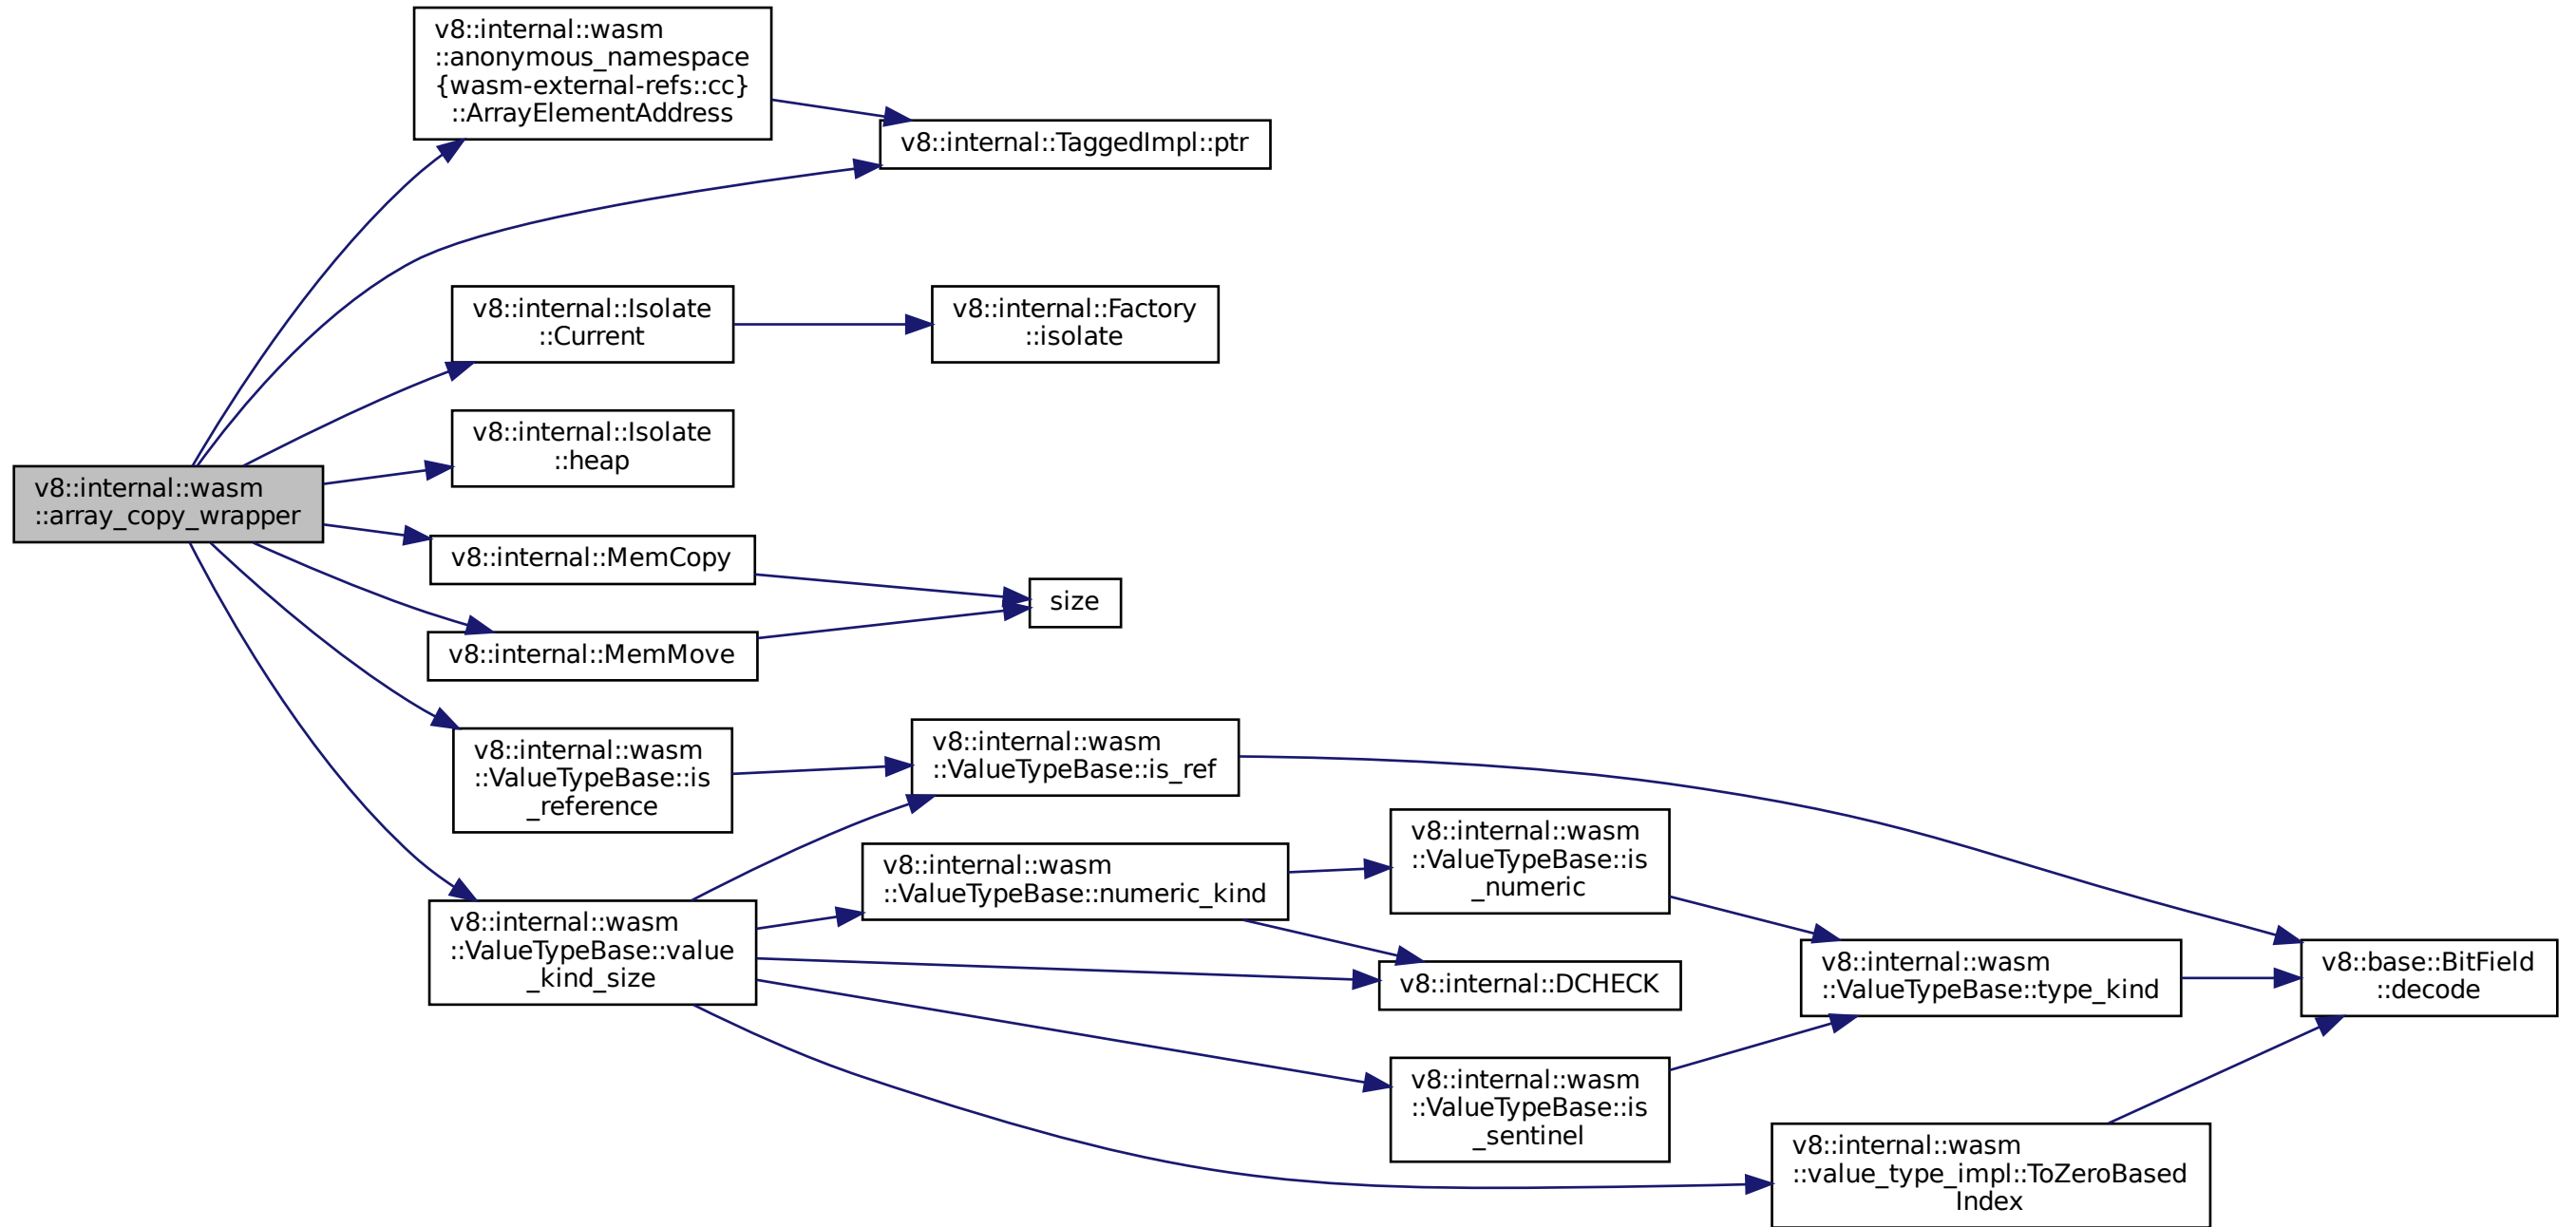 v8::internal::wasm
::anonymous_namespace
{wasm-external-refs::cc}
::ArrayElementAddress
v8::internal::TaggedImpl::ptr
v8::internal::Isolate
::Current
v8::internal::Factory
::isolate
v8::internal::Isolate
::heap
v8::internal::wasm
::array_copy_wrapper
v8::internal::MemCopy
size
v8::internal::MemMove
v8::internal::wasm
::ValueTypeBase::is
_reference
v8::internal::wasm
::ValueTypeBase::is_ref
v8::internal::wasm
::ValueTypeBase::numeric_kind
v8::internal::wasm
::ValueTypeBase::is
_numeric
v8::internal::wasm
::ValueTypeBase::value
_kind_size
v8::internal::DCHECK
v8::internal::wasm
::ValueTypeBase::type_kind
v8::base::BitField
::decode
v8::internal::wasm
::ValueTypeBase::is
_sentinel
v8::internal::wasm
::value_type_impl::ToZeroBased
Index